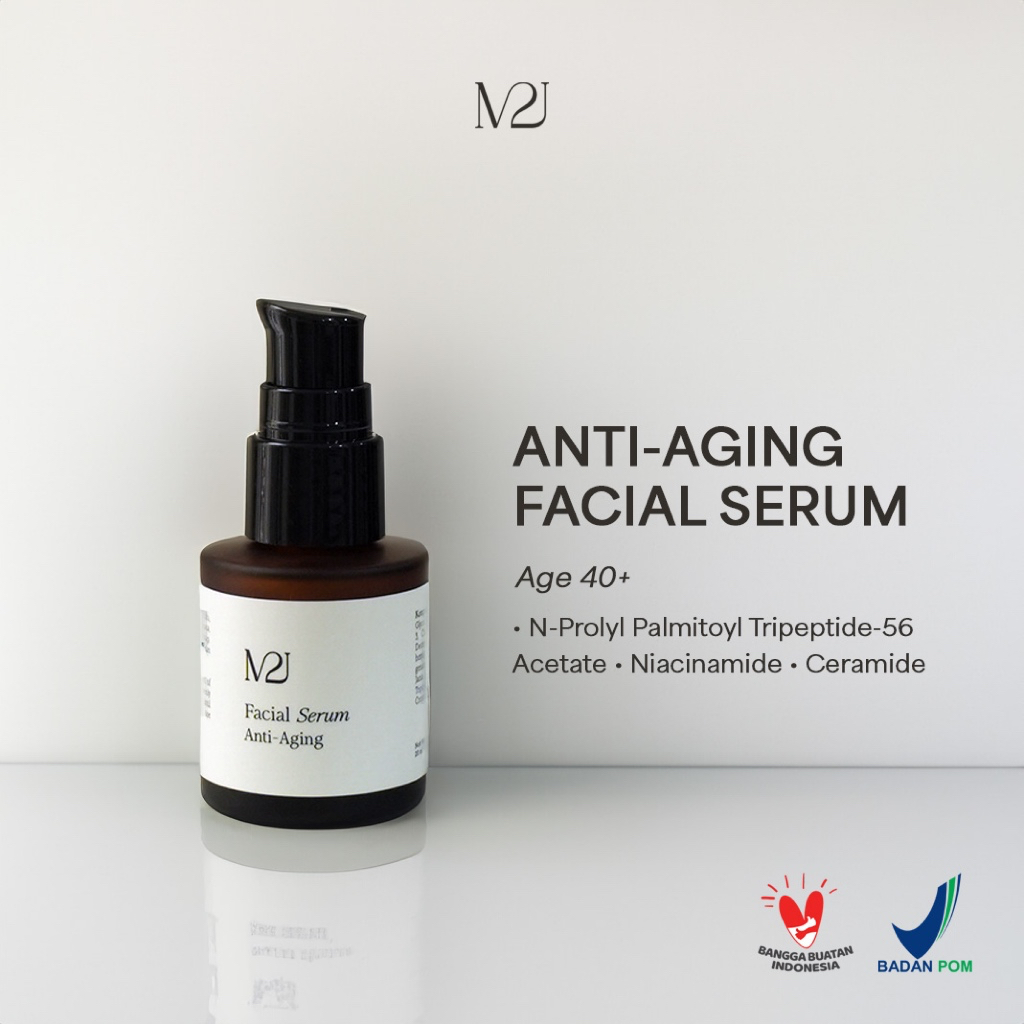 M2J
ANTI-AGING
FACIAL SERUM
Age 40+
• N-Prolyl Palmitoyl Tripeptide-56
Acetate • Niacinamide • Ceramide
M2J
Facial Serum
Anti-Aging
BANGGA BUATAN
INDONESIA
BADAN POM